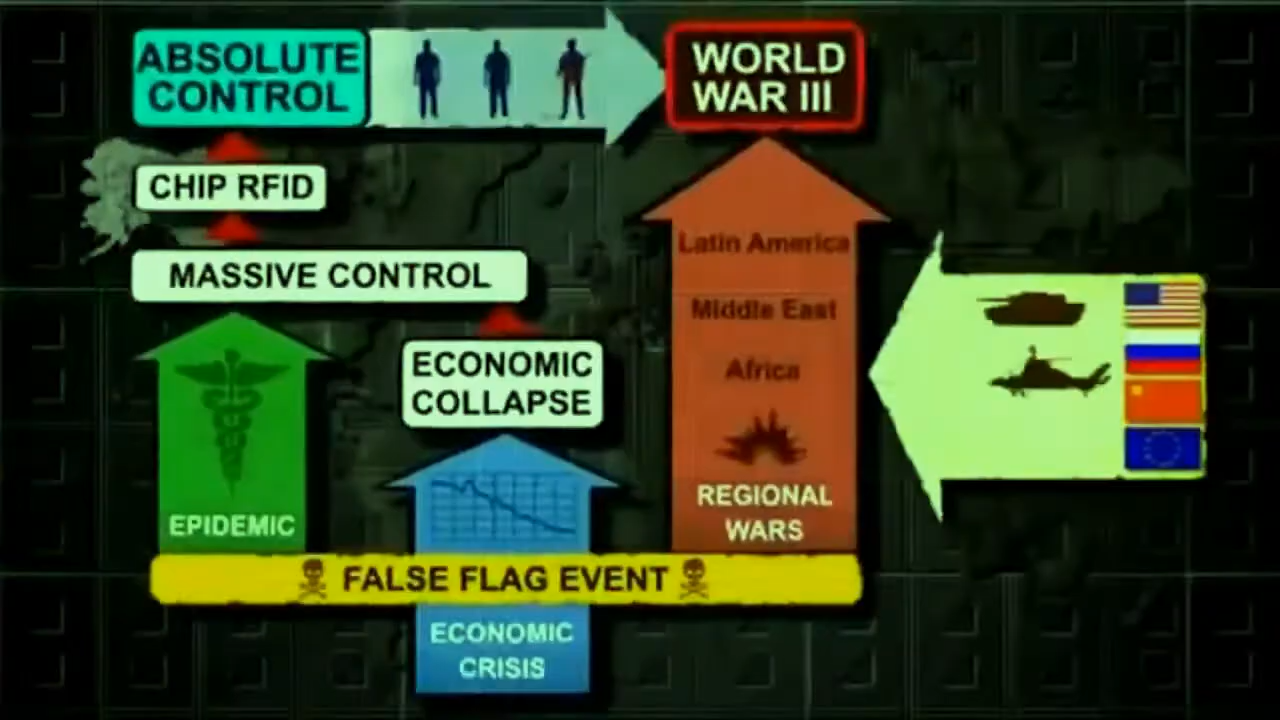 ABSOLUTE
CONTROL
WORLD
WAR III
CHIP RFID
MASSIVE CONTROL
Latin America
Middle East
Africa
ECONOMIC
COLLAPSE
REGIONAL
WARS
EPIDEMIC
FALSE FLAG EVENT
ECONOMIC
CRISIS